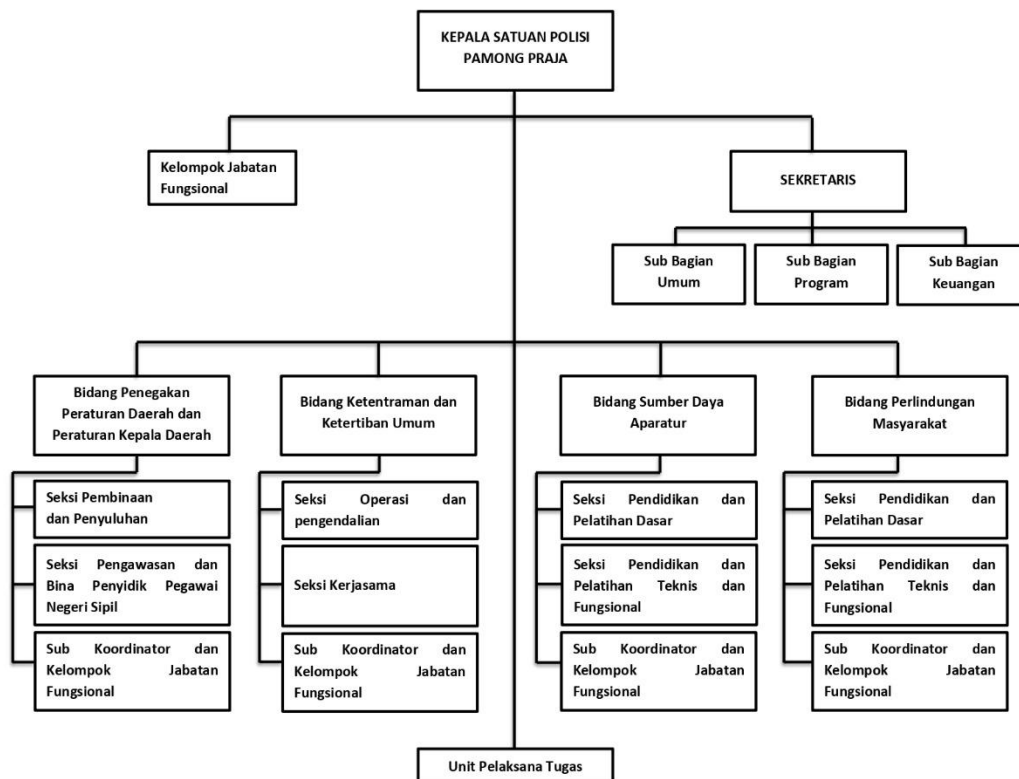 KEPALA SATUAN POLISI
PAMONG PRAJA
Kelompok Jabatan
Fungsional
SEKRETARIS
Sub Bagian
Umum
Sub Bagian
Program
Sub Bagian
Keuangan
Bidang Penegakan
Peraturan Daerah dan
Peraturan Kepala Daerah
Bidang Ketentraman dan
Ketertiban Umum
Bidang Sumber Daya
Aparatur
Bidang Perlindungan
Masyarakat
Seksi Pembinaan
dan Penyuluhan
Seksi Pengawasan dan
Bina Penyidik Pegawai
Negeri Sipil
Sub Koordinator dan
Kelompok Jabatan
Fungsional
Seksi Operasi dan
pengendalian
Seksi Kerjasama
Sub Koordinator dan
Kelompok Jabatan
Fungsional
Seksi Pendidikan dan
Pelatihan Dasar
Seksi Pendidikan dan
Pelatihan Teknis dan
Fungsional
Sub Koordinator dan
Kelompok Jabatan
Fungsional
Seksi Pendidikan dan
Pelatihan Dasar
Seksi Pendidikan dan
Pelatihan Teknis dan
Fungsional
Sub Koordinator dan
Kelompok Jabatan
Fungsional
Unit Pelaksana Tugas